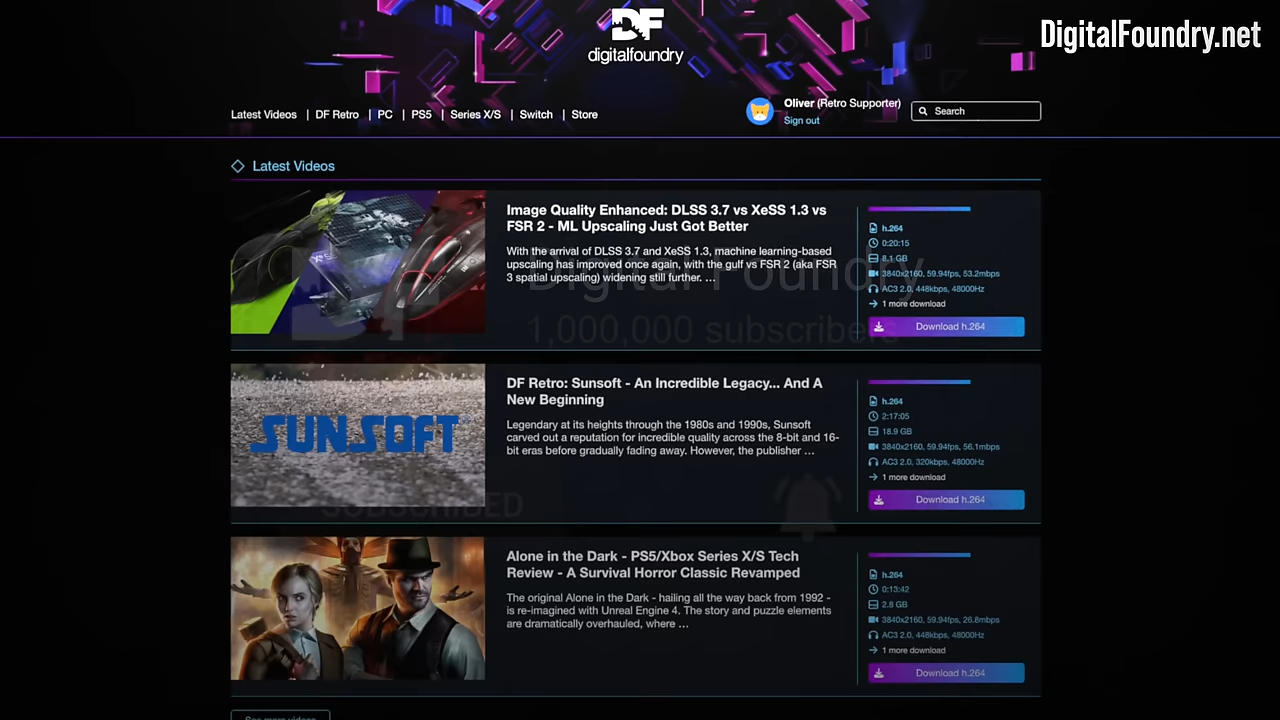 DF
digitalfoundry
DigitalFoundry.net
Latest Videos | DF Retro | PC | PS5 | Series X/S | Switch | Store
Oliver (Retro Supporter)
Sign out
Search
Latest Videos
Image Quality Enhanced: DLSS 3.7 vs XeSS 1.3 vs
FSR 2 - ML Upscaling Just Got Better
With the arrival of DLSS 3.7 and XeSS 1.3, machine learning-based
upscaling has improved once again, with the gulf vs FSR 2 (aka FSR
3 spatial upscaling) widening still further. ...
h.264
0:20:15
8.1 GB
3840x2160, 59.94fps, 53.2mbps
AC3 2.0, 448kbps, 48000Hz
1 more download
Download h.264
DF
Digital Foundry
1,000,000 subscribers
SUNSOFT
DF Retro: Sunsoft - An Incredible Legacy... And A
New Beginning
Legendary at its heights through the 1980s and 1990s, Sunsoft
carved out a reputation for incredible quality across the 8-bit and 16-
bit eras before gradually fading away. However, the publisher ...
h.264
2:17:05
18.9 GB
3840x2160, 59.94fps, 56.1mbps
AC3 2.0, 320kbps, 48000Hz
1 more download
Download h.264
SUBSCRIBED
Alone in the Dark - PS5/Xbox Series X/S Tech
Review - A Survival Horror Classic Revamped
The original Alone in the Dark - hailing all the way back from 1992 -
is re-imagined with Unreal Engine 4. The story and puzzle elements
are dramatically overhauled, where ...
h.264
0:13:42
2.8 GB
3840x2160, 59.94fps, 26.8mbps
AC3 2.0, 448kbps, 48000Hz
1 more download
Download h.264
See more videos